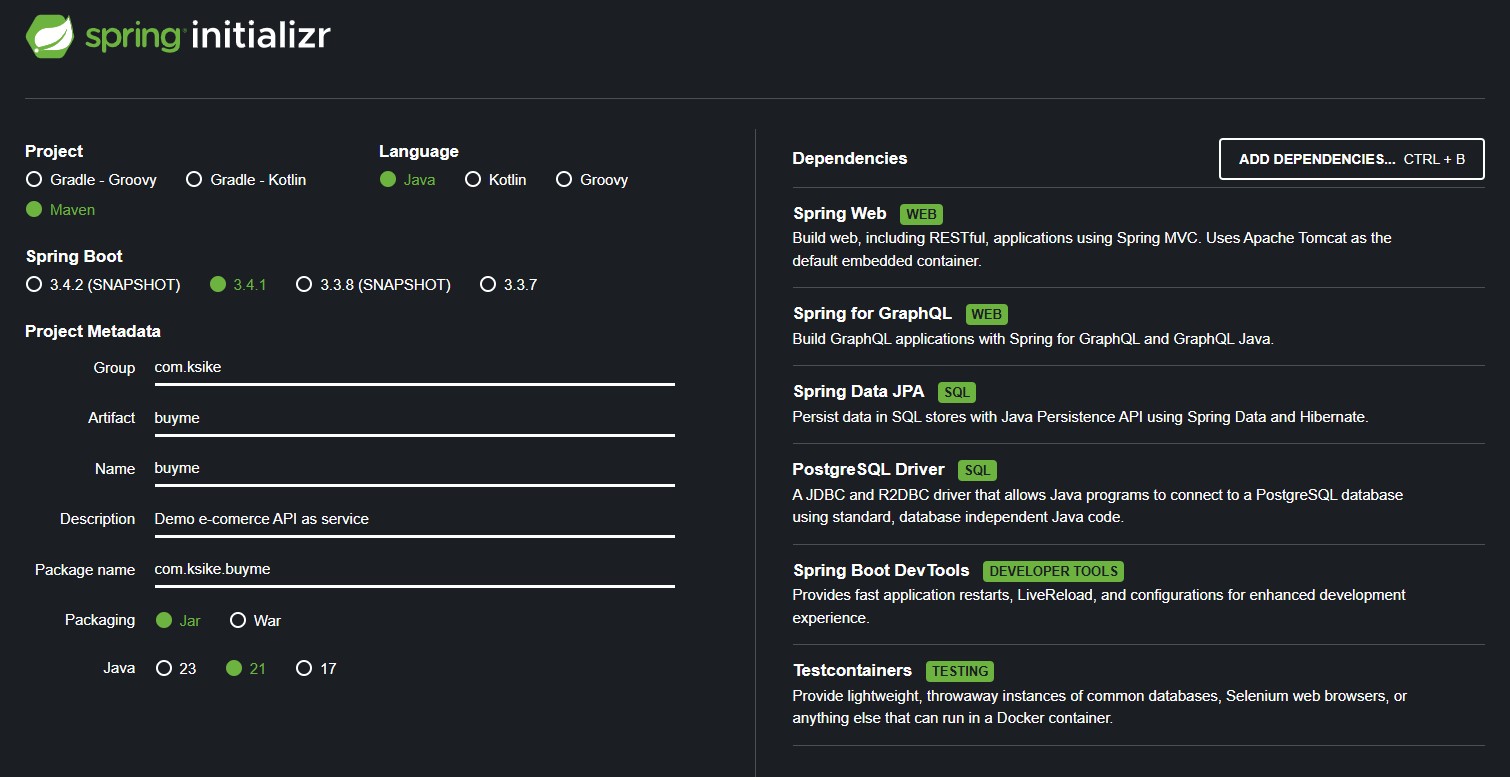 spring initializr
Project
Gradle - Groovy Gradle - Kotlin
Maven
Language
Java Kotlin Groovy
Spring Boot
3.4.2 (SNAPSHOT) 3.4.1 3.3.8 (SNAPSHOT) 3.3.7
Project Metadata
Group com.ksike
Artifact buyme
Name buyme
Description Demo e-comerce API as service
Package name com.ksike.buyme
Packaging Jar War
Java 23 21 17
Dependencies
ADD DEPENDENCIES... CTRL + B
Spring Web WEB
Build web, including RESTful, applications using Spring MVC. Uses Apache Tomcat as the
default embedded container.
Spring for GraphQL WEB
Build GraphQL applications with Spring for GraphQL and GraphQL Java.
Spring Data JPA SQL
Persist data in SQL stores with Java Persistence API using Spring Data and Hibernate.
PostgreSQL Driver SQL
A JDBC and R2DBC driver that allows Java programs to connect to a PostgreSQL database
using standard, database independent Java code.
Spring Boot DevTools DEVELOPER TOOLS
Provides fast application restarts, LiveReload, and configurations for enhanced development
experience.
Testcontainers TESTING
Provide lightweight, throwaway instances of common databases, Selenium web browsers, or
anything else that can run in a Docker container.